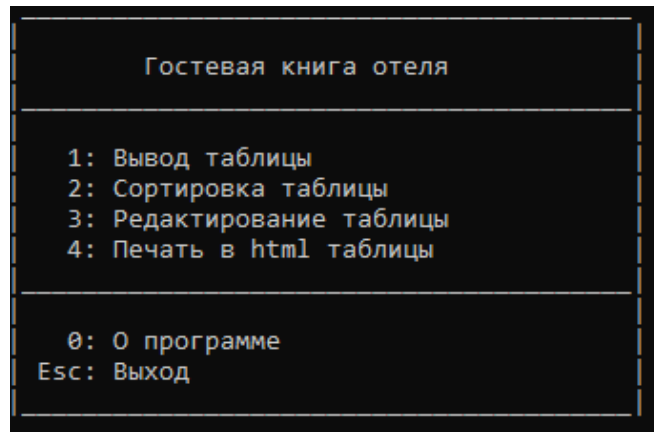 Гостевая книга отеля
1: Вывод таблицы
2: Сортировка таблицы
3: Редактирование таблицы
4: Печать в html таблицы
0: О программе
Esc: Выход